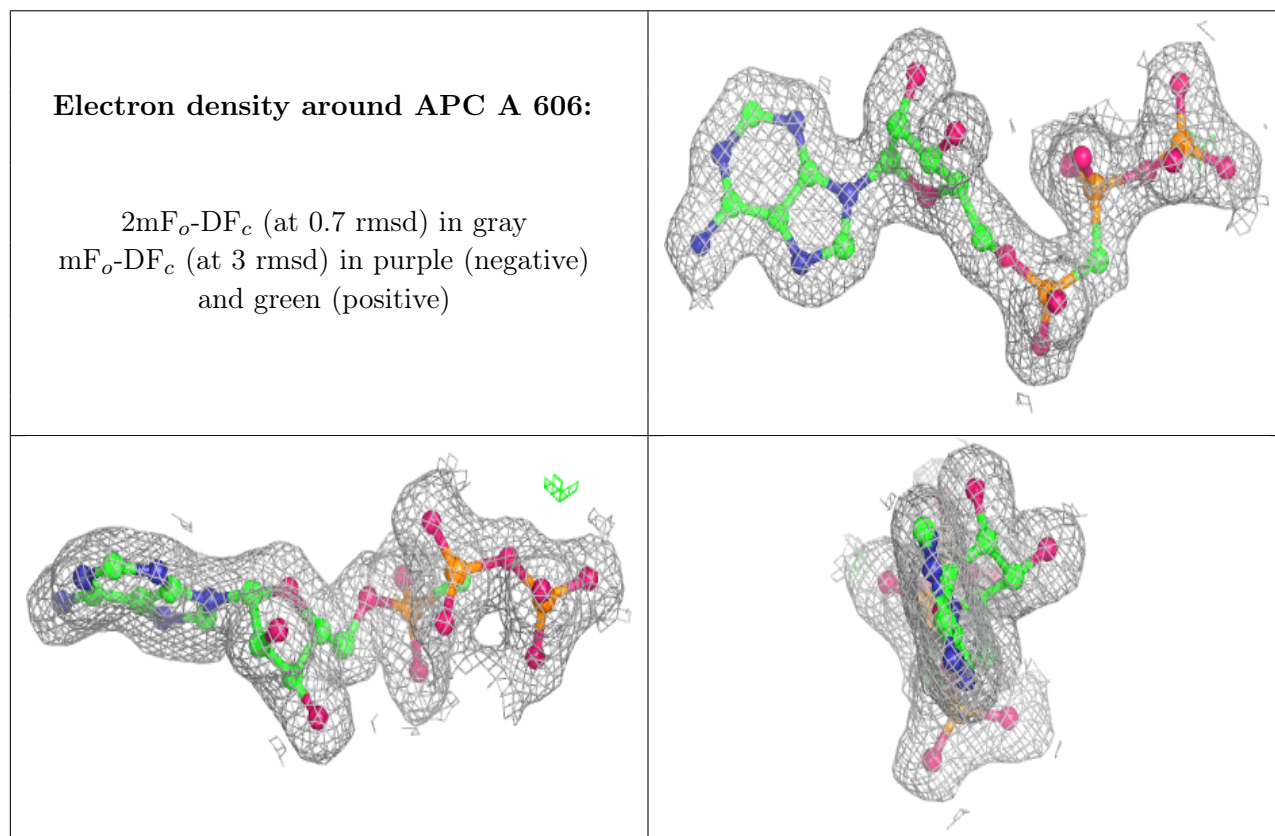 Electron density around APC A 606:
2mFo-DFc (at 0.7 rmsd) in gray
mFo-DFc (at 3 rmsd) in purple (negative)
and green (positive)